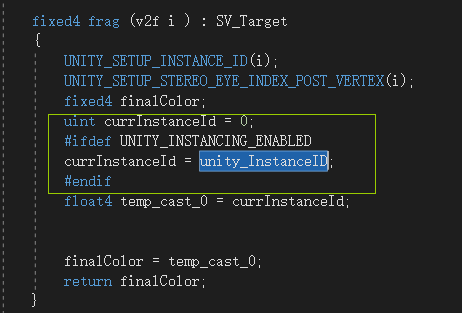 fixed4 frag (v2f i ) : SV_Target
{
UNITY_SETUP_INSTANCE_ID(i);
UNITY_SETUP_STEREO_EYE_INDEX_POST_VERTEX(i);
fixed4 finalColor;
uint currInstanceId = 0;
#ifdef UNITY_INSTANCING_ENABLED
currInstanceId = unity_InstanceID;
#endif
float4 temp_cast_0 = currInstanceId;
finalColor = temp_cast_0;
return finalColor;
}